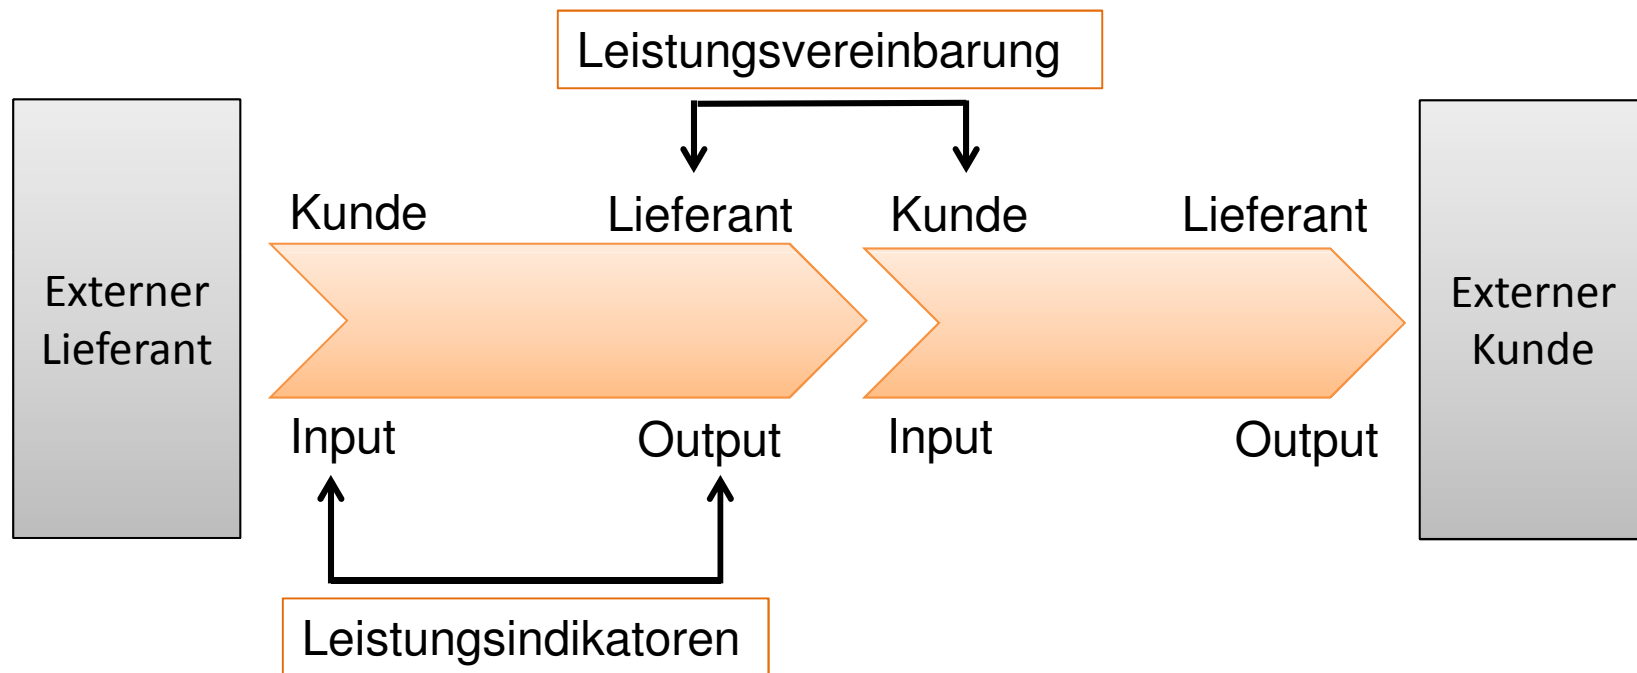 Leistungsvereinbarung
Kunde
Lieferant
Kunde
Lieferant
Externer
Lieferant
Externer
Kunde
Input
Output
Input
Output
Leistungsindikatoren